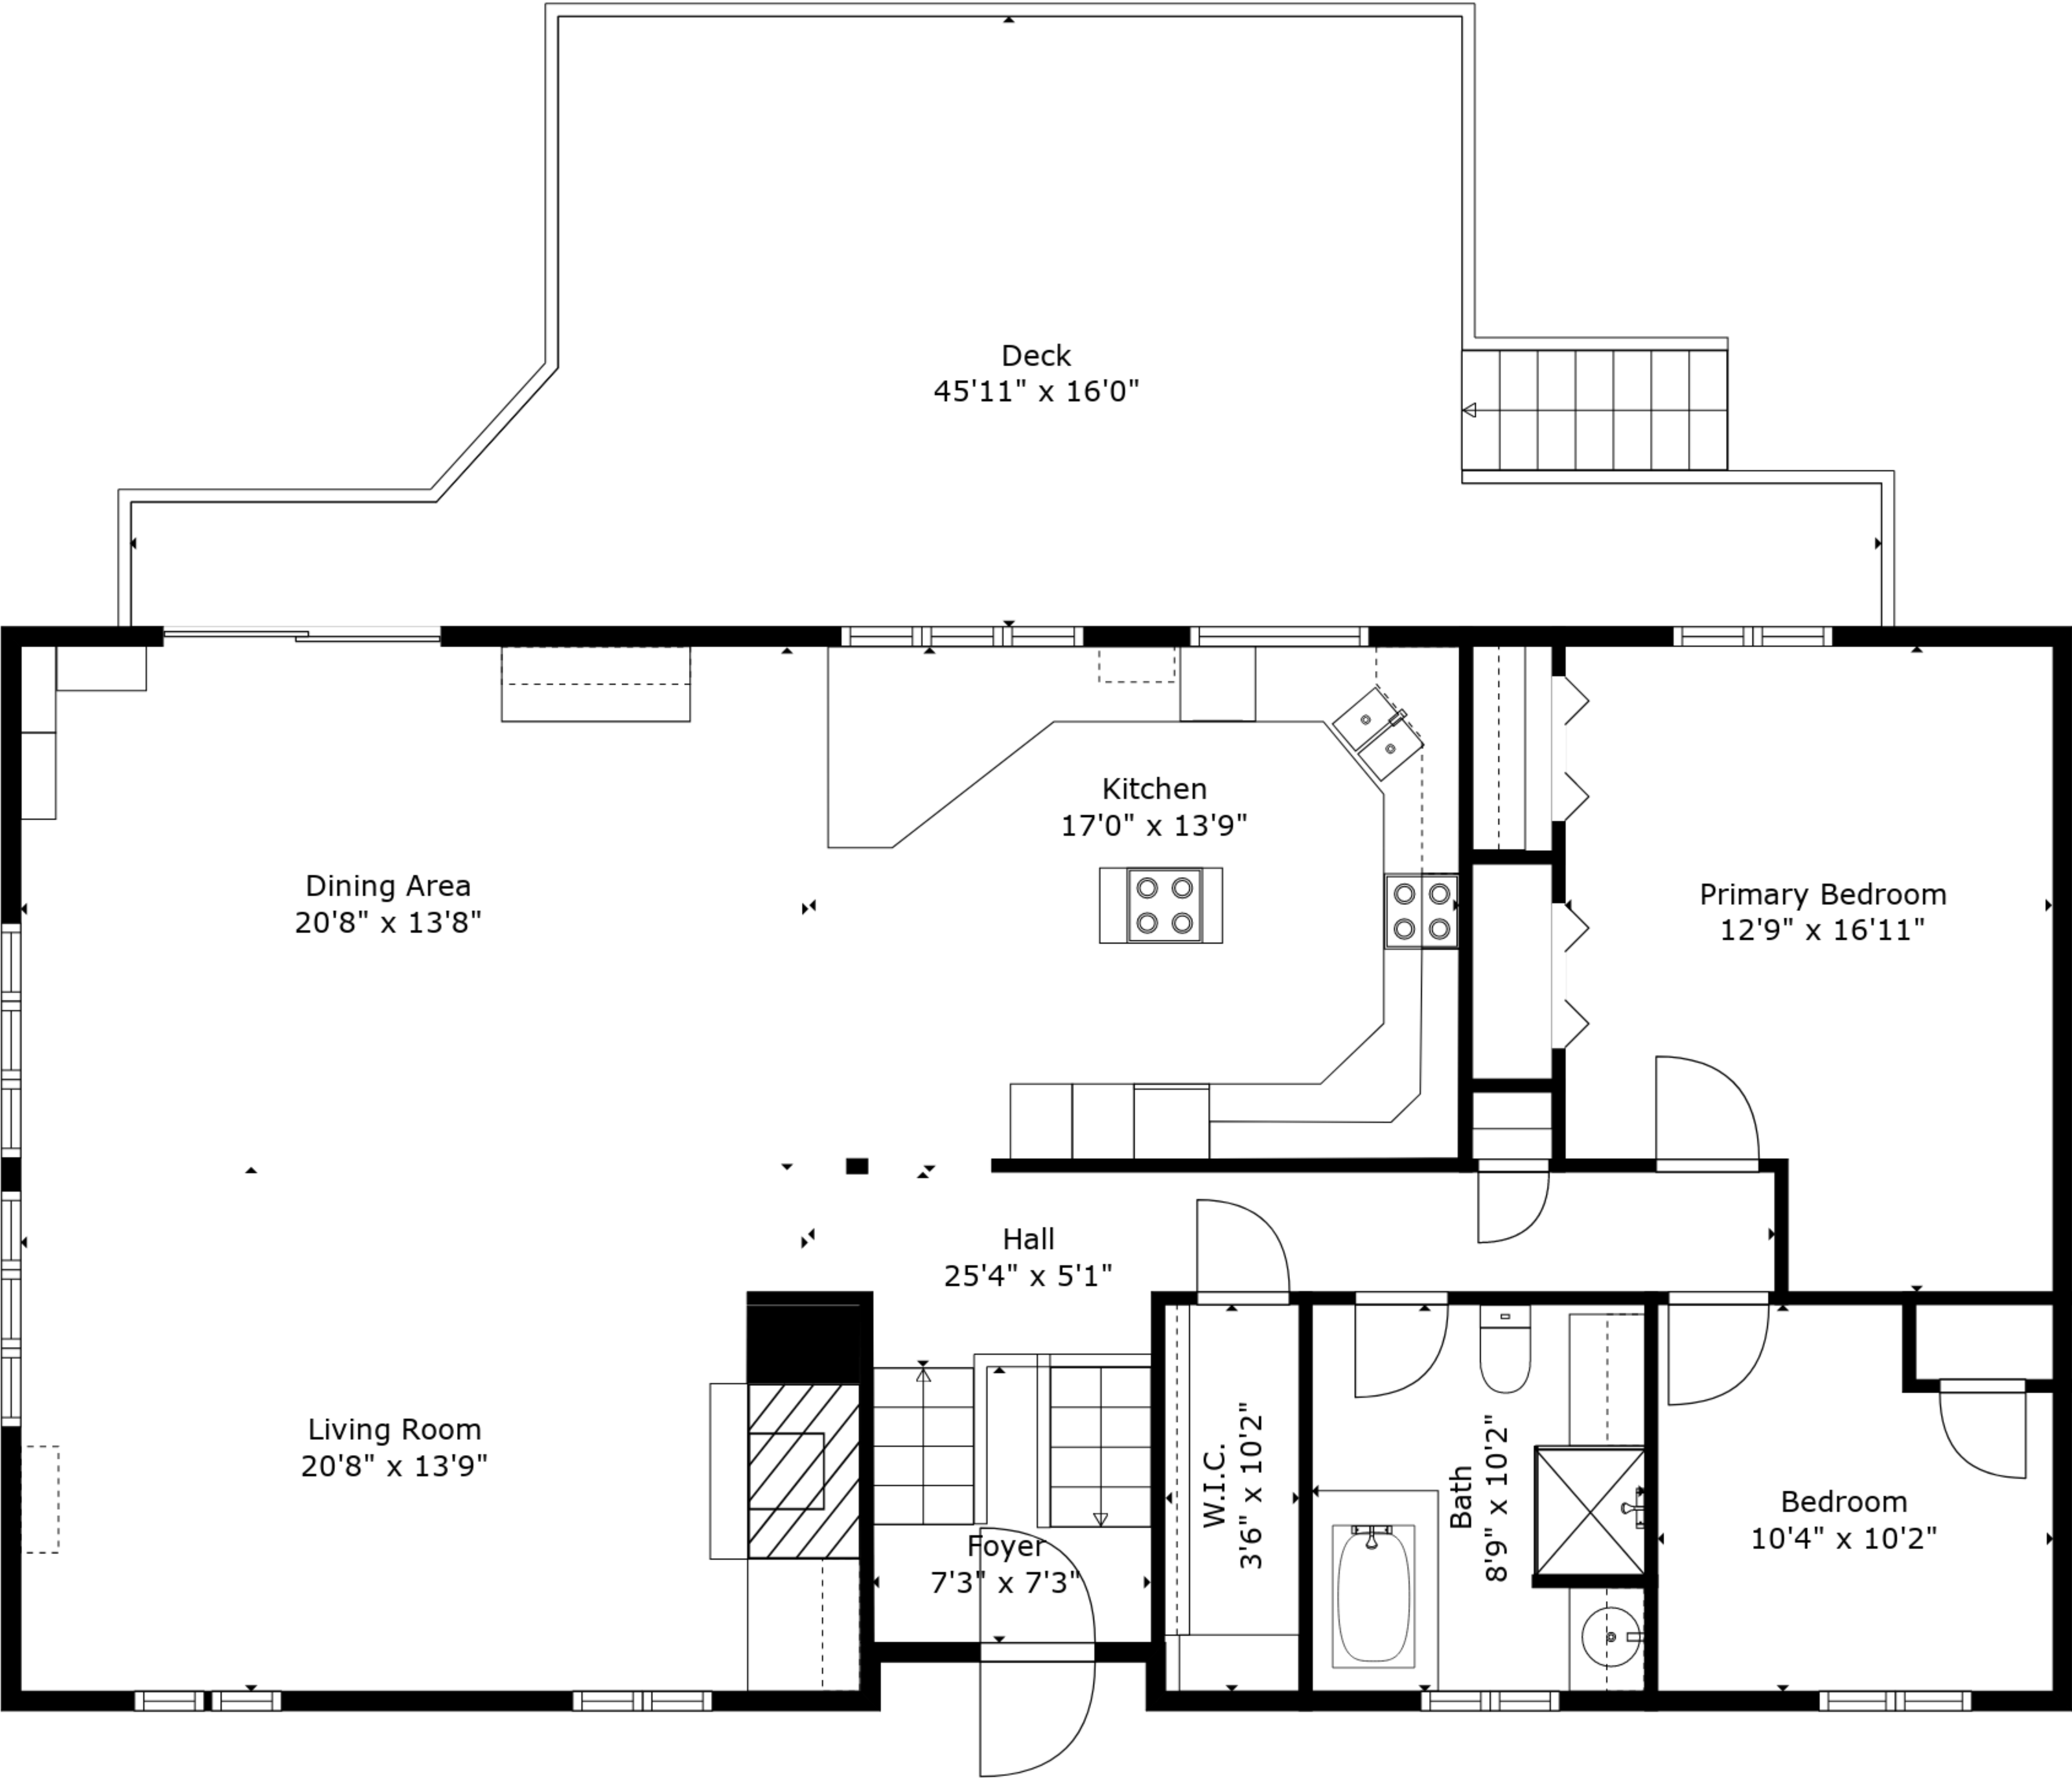 Deck
45'11" x 16'0"
Kitchen
17'0" x 13'9"
Dining Area
20'8" x 13'8"
Primary Bedroom
12'9" x 16'11"
Hall
25'4" x 5'1"
Living Room
20'8" x 13'9"
Foyer
7'3" x 7'3"
W.I.C.
3'6" x 10'2"
Bath
8'9" x 10'2"
Bedroom
10'4" x 10'2"